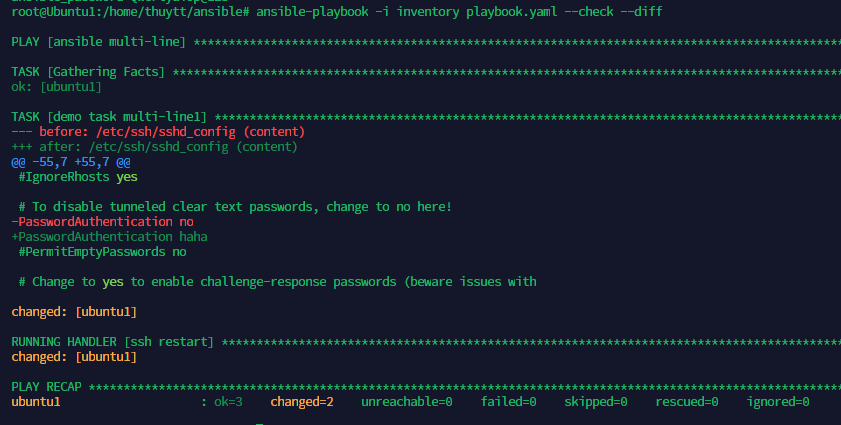 root@Ubuntu1:/home/thuytt/ansible# ansible-playbook -i inventory playbook.yaml --check --diff
PLAY [ansible multi-line] ********************************************************************************************
TASK [Gathering Facts] ***********************************************************************************************
ok: [ubuntu1]
TASK [demo task multi-line1] *****************************************************************************************
--- before: /etc/ssh/sshd_config (content)
+++ after: /etc/ssh/sshd_config (content)
@@ -55,7 +55,7 @@
 #IgnoreRhosts yes
 # To disable tunneled clear text passwords, change to no here!
-PasswordAuthentication no
+PasswordAuthentication haha
 #PermitEmptyPasswords no
 # Change to yes to enable challenge-response passwords (beware issues with
changed: [ubuntu1]
RUNNING HANDLER [ssh restart] ****************************************************************************************
changed: [ubuntu1]
PLAY RECAP ***********************************************************************************************************
ubuntu1                    : ok=3    changed=2    unreachable=0    failed=0    skipped=0    rescued=0    ignored=0